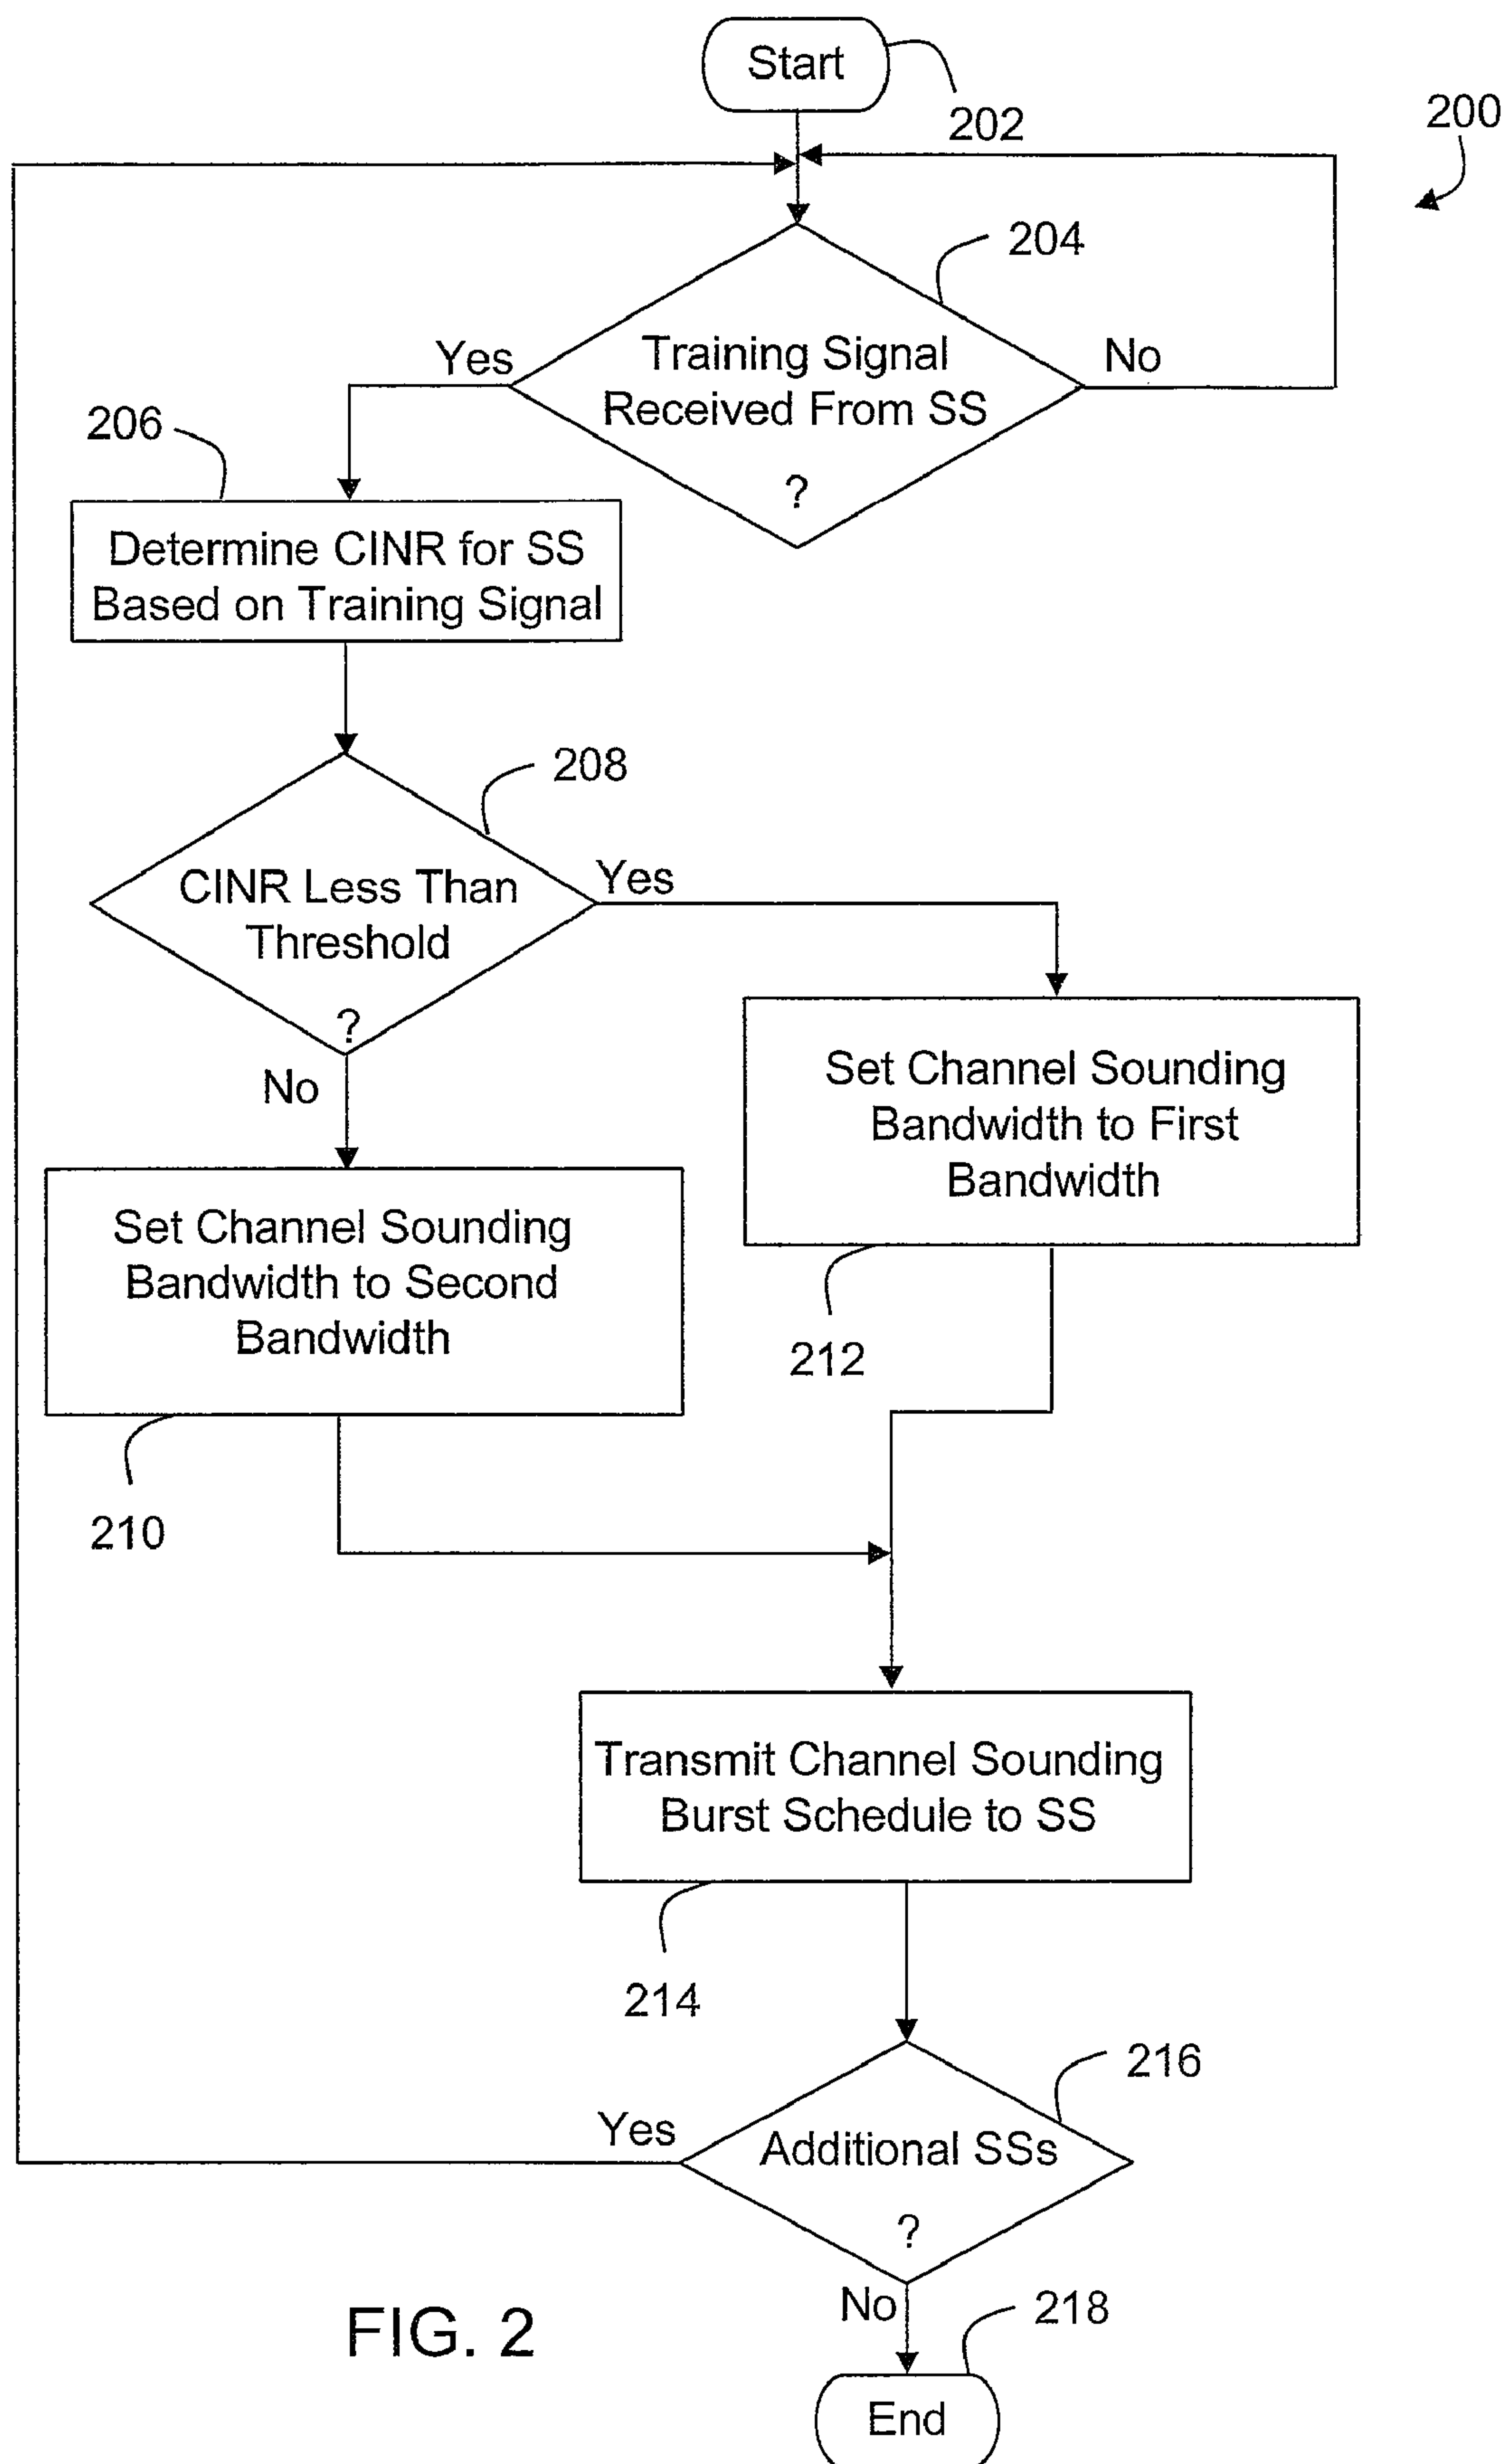 Start
202
200
204
Training Signal
Received From SS
?
Yes
No
206
Determine CINR for SS
Based on Training Signal
208
CINR Less Than
Threshold
?
Yes
No
Set Channel Sounding
Bandwidth to First
Bandwidth
212
Set Channel Sounding
Bandwidth to Second
Bandwidth
210
Transmit Channel Sounding
Burst Schedule to SS
214
216
Additional SSs
?
Yes
No
218
End
FIG. 2